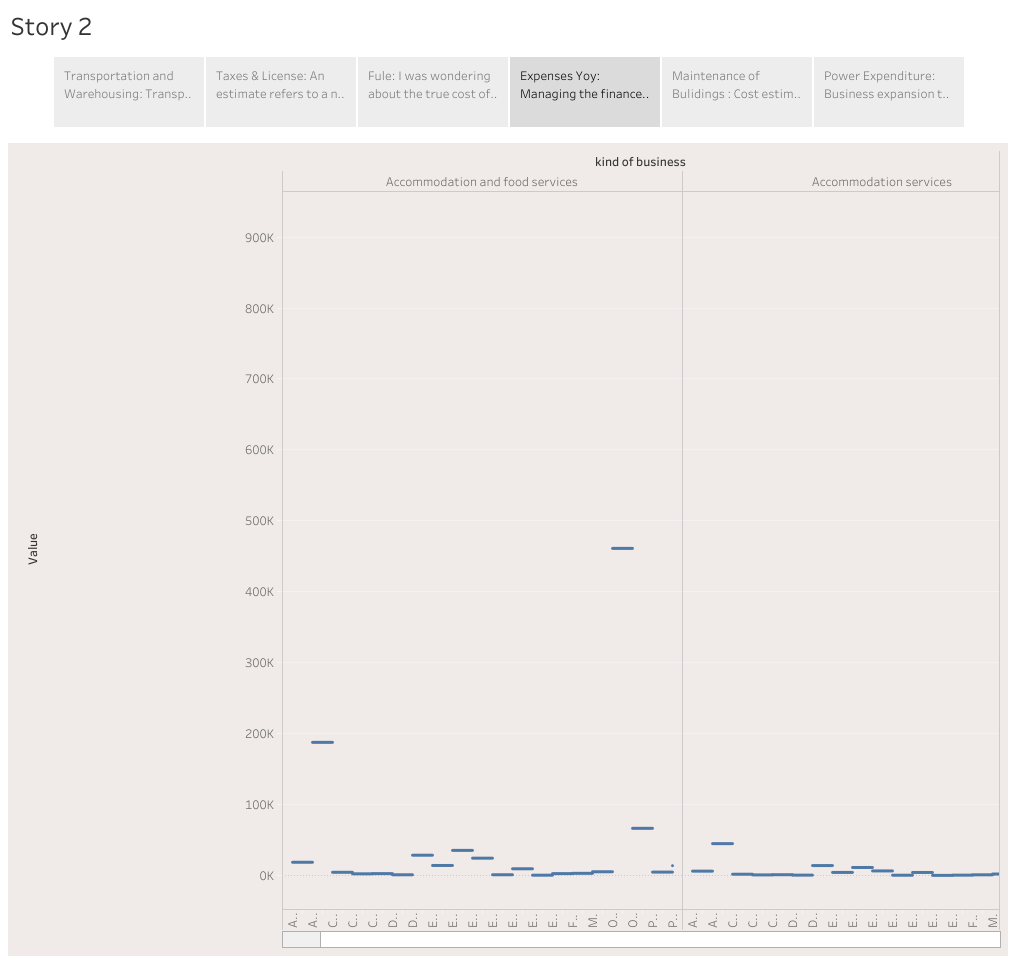 Story 2
Transportation and
Warehousing: Transp..
Taxes & License: An
estimate refers to a n..
Fule: I was wondering
about the true cost of..
Expenses Yoy:
Managing the finance..
Maintenance of
Bulidings : Cost estim..
Power Expenditure:
Business expansion t..
kind of business
Accommodation and food services
Accommodation services
900K
800K
700K
600K
500K
400K
300K
200K
100K
0K
Value
A..
A..
C..
C..
C..
D..
D..
E..
E..
E..
E..
E..
E..
E..
F..
M..
O..
O..
P..
P..
A..
A..
C..
C..
C..
D..
D..
E..
E..
E..
E..
E..
E..
E..
F..
M..